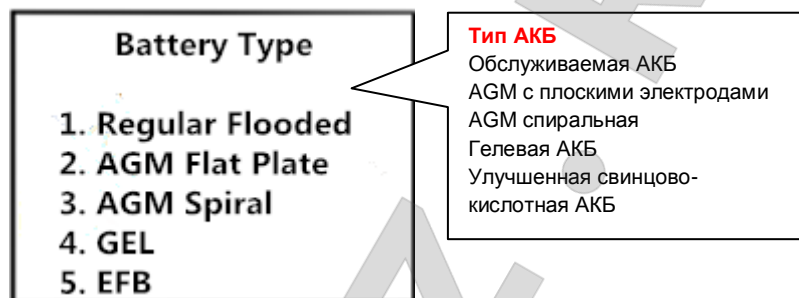 Battery Type
1. Regular Flooded
2. AGM Flat Plate
3. AGM Spiral
4. GEL
5. EFB
Тип АКБ
Обслуживаемая АКБ
AGM с плоскими электродами
AGM спиральная
Гелевая АКБ
Улучшенная свинцово-
кислотная АКБ